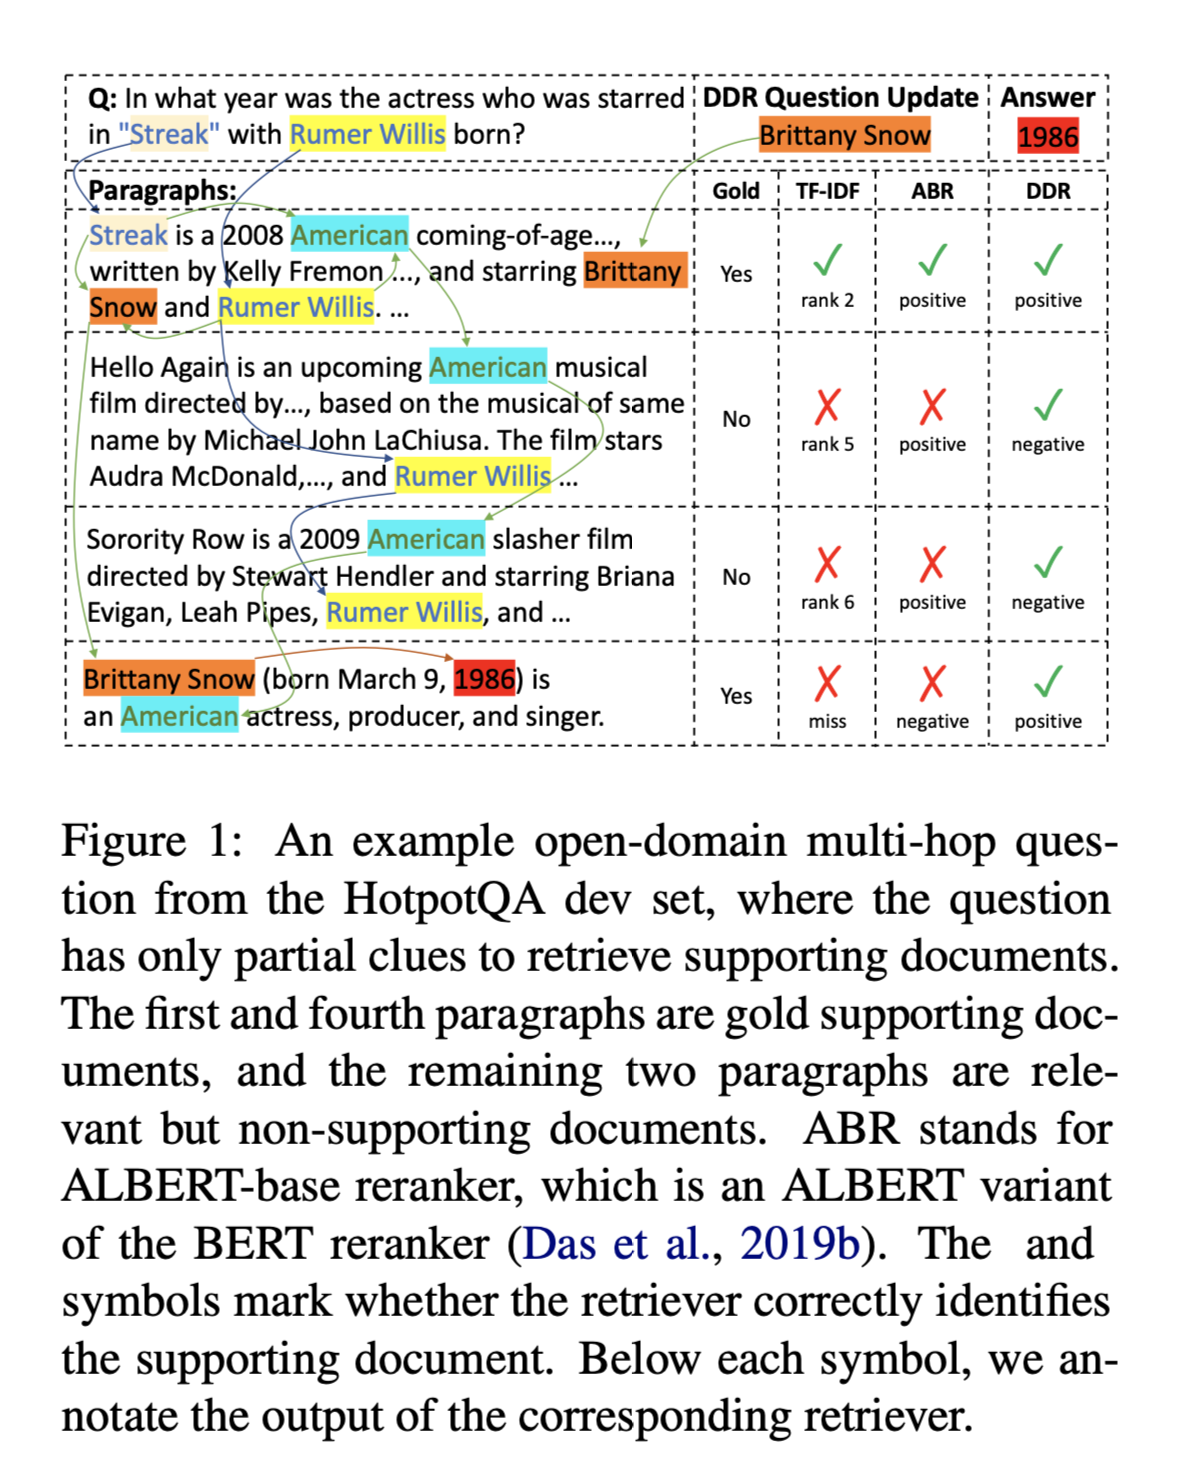 Q: In what year was the actress who was starred
in "Streak" with Rumer Willis born?
DDR Question Update
Brittany Snow
Answer
1986
Paragraphs:
Gold
TF-IDF
ABR
DDR
Streak is a 2008 American coming-of-age...,
written by Kelly Fremon ..., and starring Brittany
Snow and Rumer Willis. ...
Yes
rank 2
positive
positive
Hello Again is an upcoming American musical
film directed by..., based on the musical of same
name by Michael John LaChiusa. The film stars
Audra McDonald,..., and Rumer Willis ...
No
rank 5
positive
negative
Sorority Row is a 2009 American slasher film
directed by Stewart Hendler and starring Briana
Evigan, Leah Pipes, Rumer Willis, and ...
No
rank 6
positive
negative
Brittany Snow (born March 9, 1986) is
an American actress, producer, and singer.
Yes
miss
negative
positive
Figure 1: An example open-domain multi-hop ques-
tion from the HotpotQA dev set, where the question
has only partial clues to retrieve supporting documents.
The first and fourth paragraphs are gold supporting doc-
uments, and the remaining two paragraphs are rele-
vant but non-supporting documents. ABR stands for
ALBERT-base reranker, which is an ALBERT variant
of the BERT reranker (Das et al., 2019b). The and
symbols mark whether the retriever correctly identifies
the supporting document. Below each symbol, we an-
notate the output of the corresponding retriever.